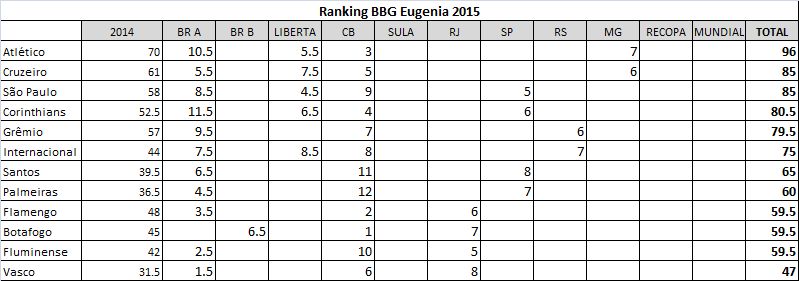 Ranking BBG Eugenia 2015
2014 BR A BR B LIBERTA CB SULA RJ SP RS MG RECOPA MUNDIAL TOTAL
Atlético 70 10.5 5.5 3 7 96
Cruzeiro 61 5.5 7.5 5 6 85
São Paulo 58 8.5 4.5 9 5 85
Corinthians 52.5 11.5 6.5 4 6 80.5
Grêmio 57 9.5 7 6 79.5
Internacional 44 7.5 8.5 8 7 75
Santos 39.5 6.5 11 8 65
Palmeiras 36.5 4.5 12 7 60
Flamengo 48 3.5 2 6 59.5
Botafogo 45 6.5 1 7 59.5
Fluminense 42 2.5 10 5 59.5
Vasco 31.5 1.5 6 8 47